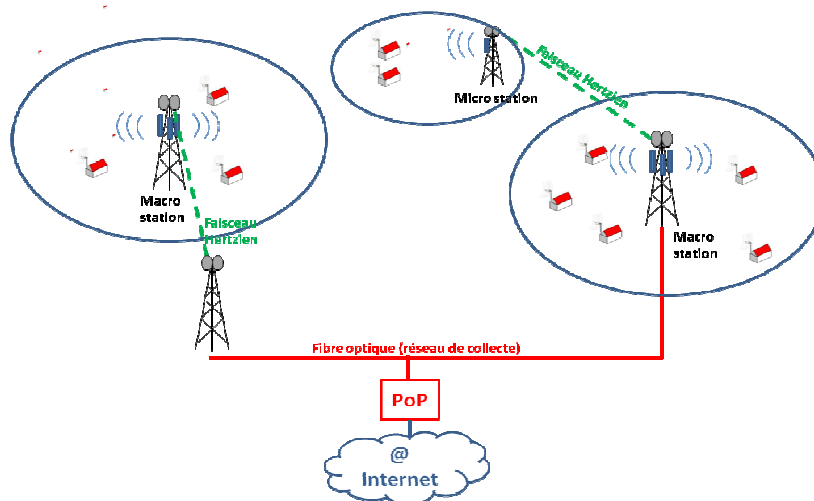 Faisceau Hertzien
Micro station
Macro
station
Faisceau
Hertzien
Macro
station
Fibre optique (réseau de collecte)
PoP
@
Internet